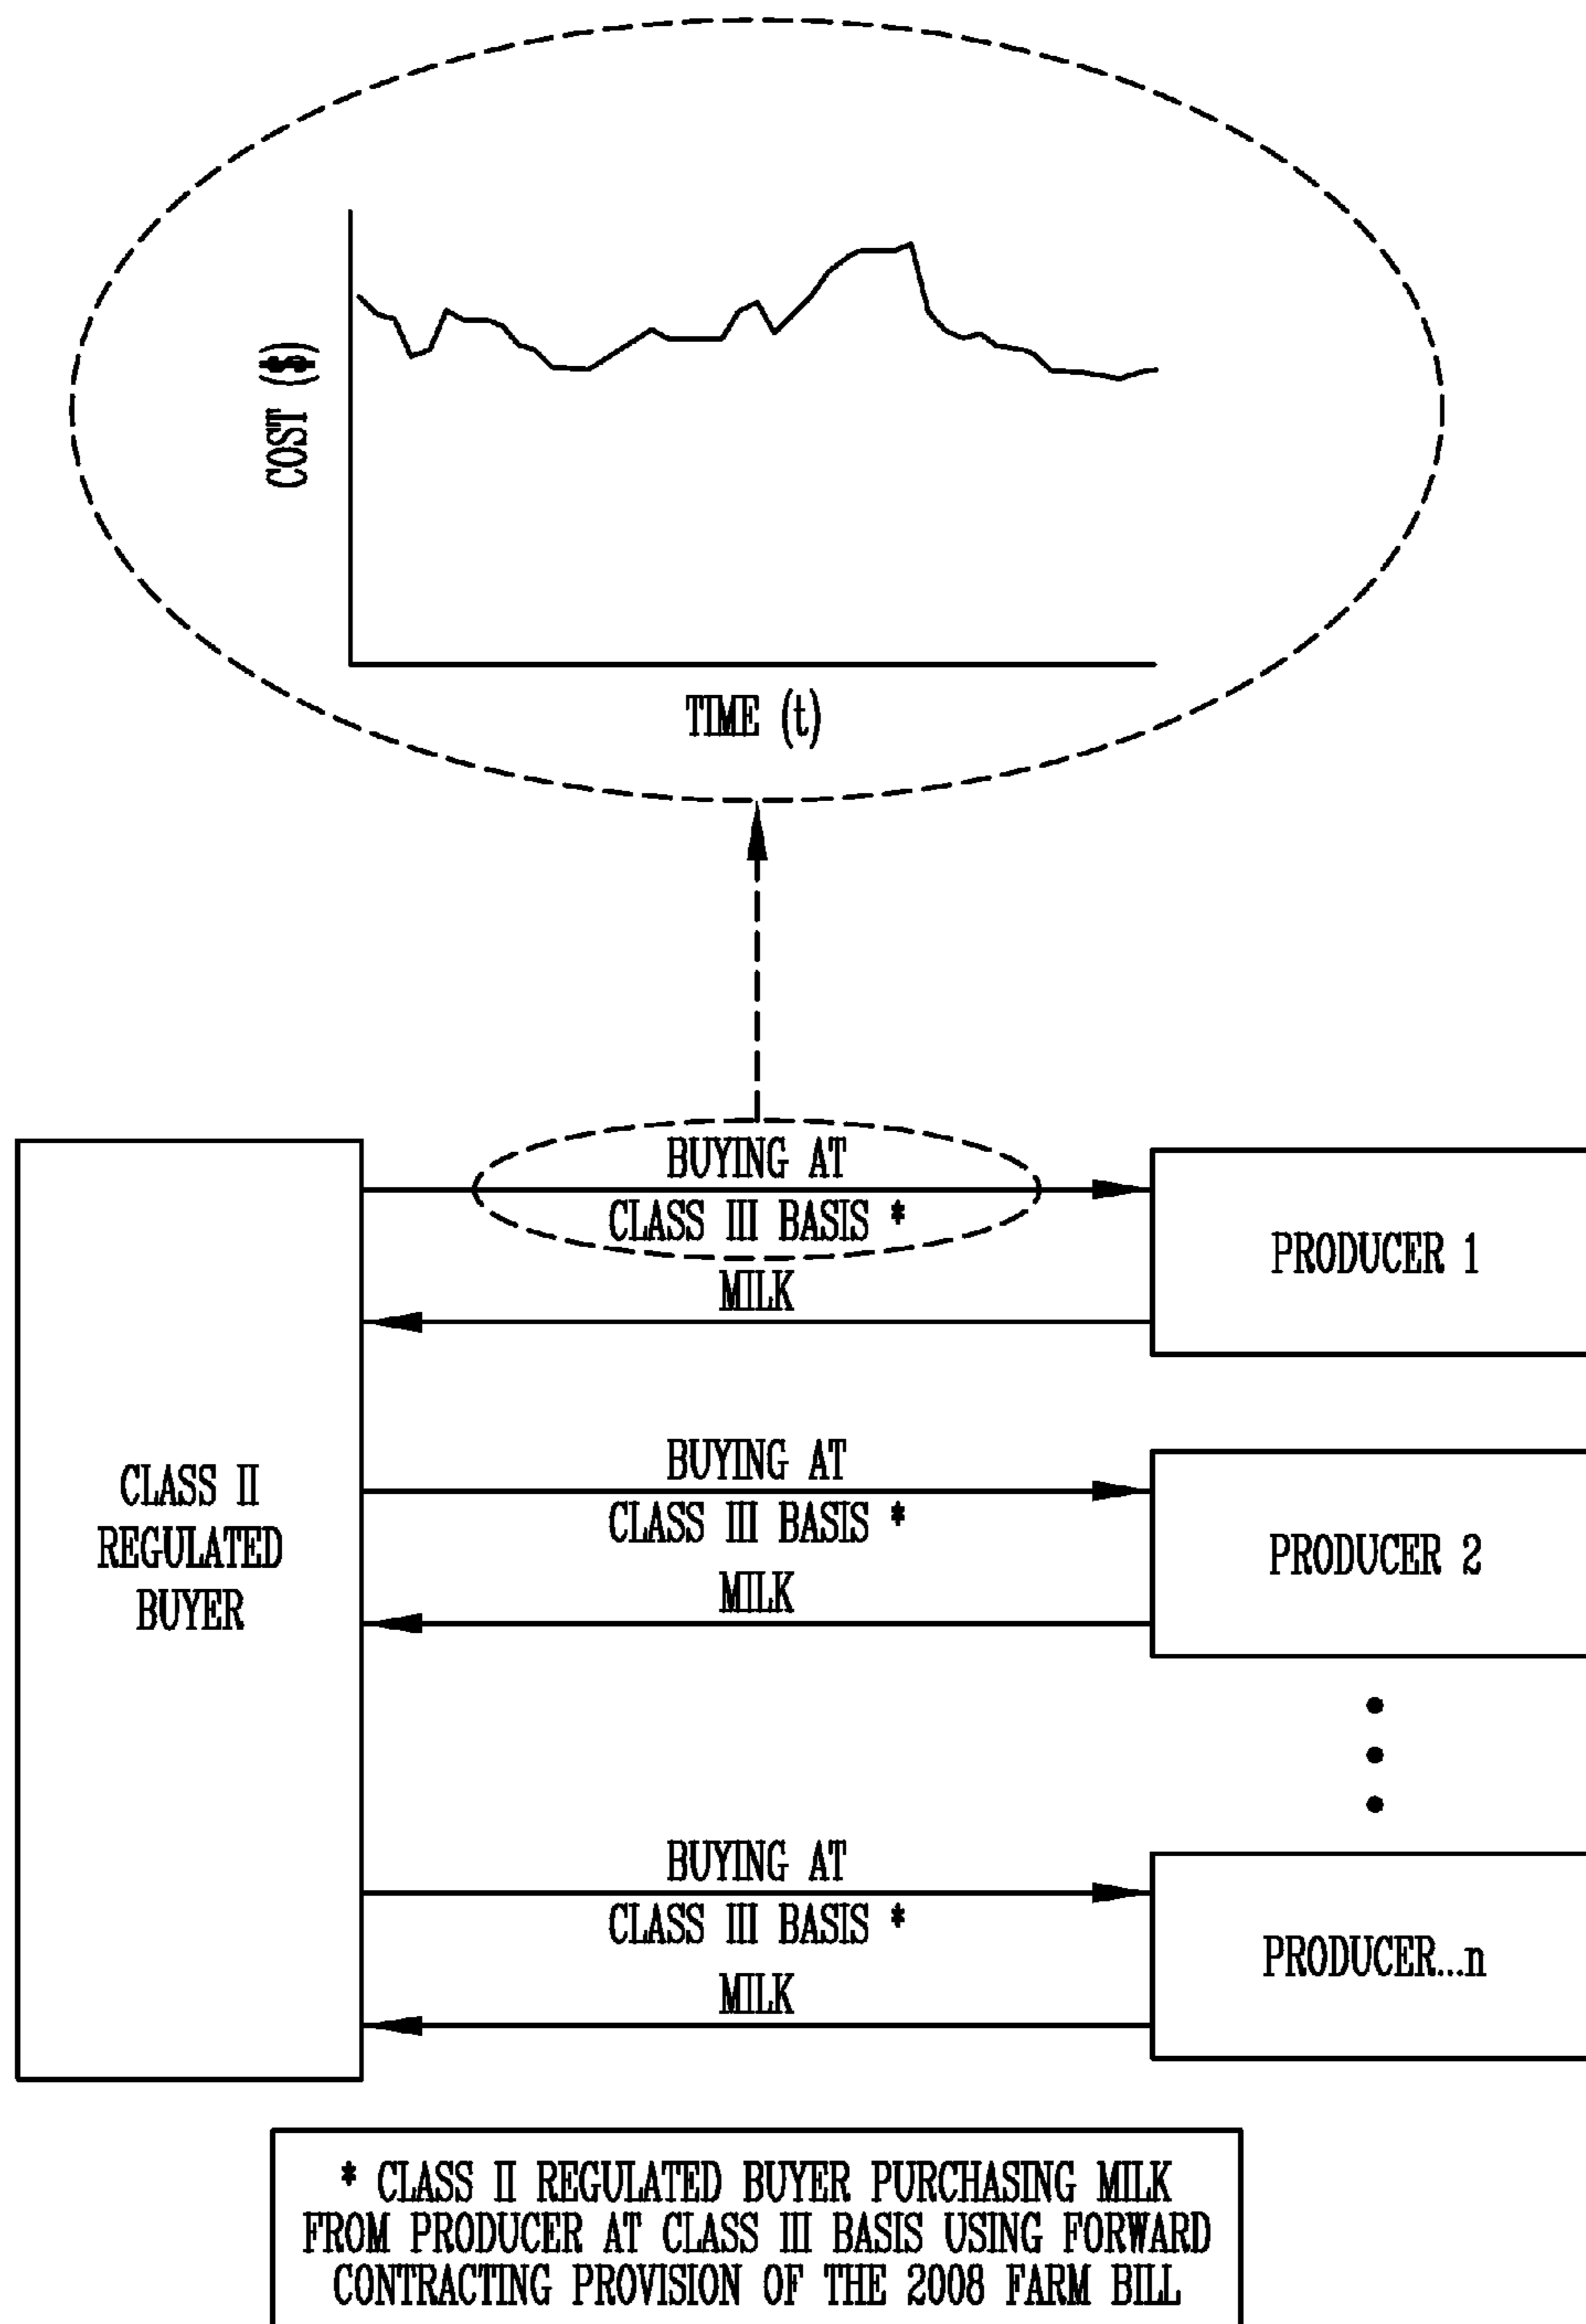 COST ($)
TIME (t)
BUYING AT
CLASS III BASIS *
MILK
PRODUCER 1
CLASS II
REGULATED
BUYER
BUYING AT
CLASS III BASIS *
MILK
PRODUCER 2
BUYING AT
CLASS III BASIS *
MILK
PRODUCER...n
* CLASS II REGULATED BUYER PURCHASING MILK
FROM PRODUCER AT CLASS III BASIS USING FORWARD
CONTRACTING PROVISION OF THE 2008 FARM BILL